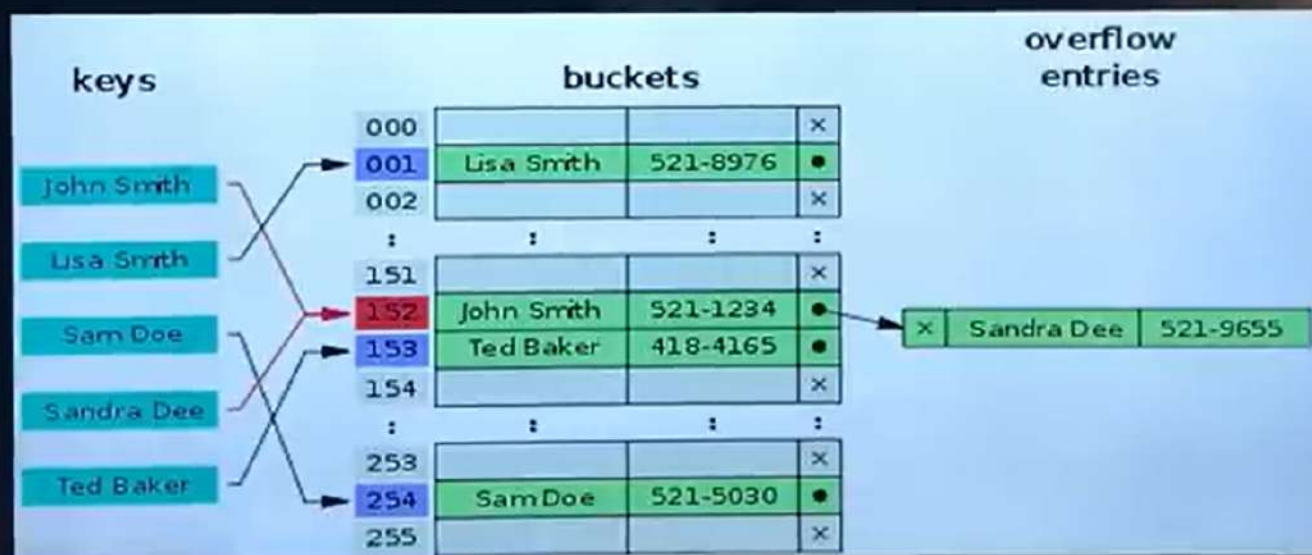 keys
buckets
overflow
entries
John Smith
Lisa Smith
Sam Doe
Sandra Dee
Ted Baker
000 ×
001 Lisa Smith 521-8976 •
002 ×
: : : :
151 ×
152 John Smith 521-1234 •
153 Ted Baker 418-4165 •
154 ×
: : : :
253 ×
254 Sam Doe 521-5030 •
255 ×
× Sandra Dee 521-9655